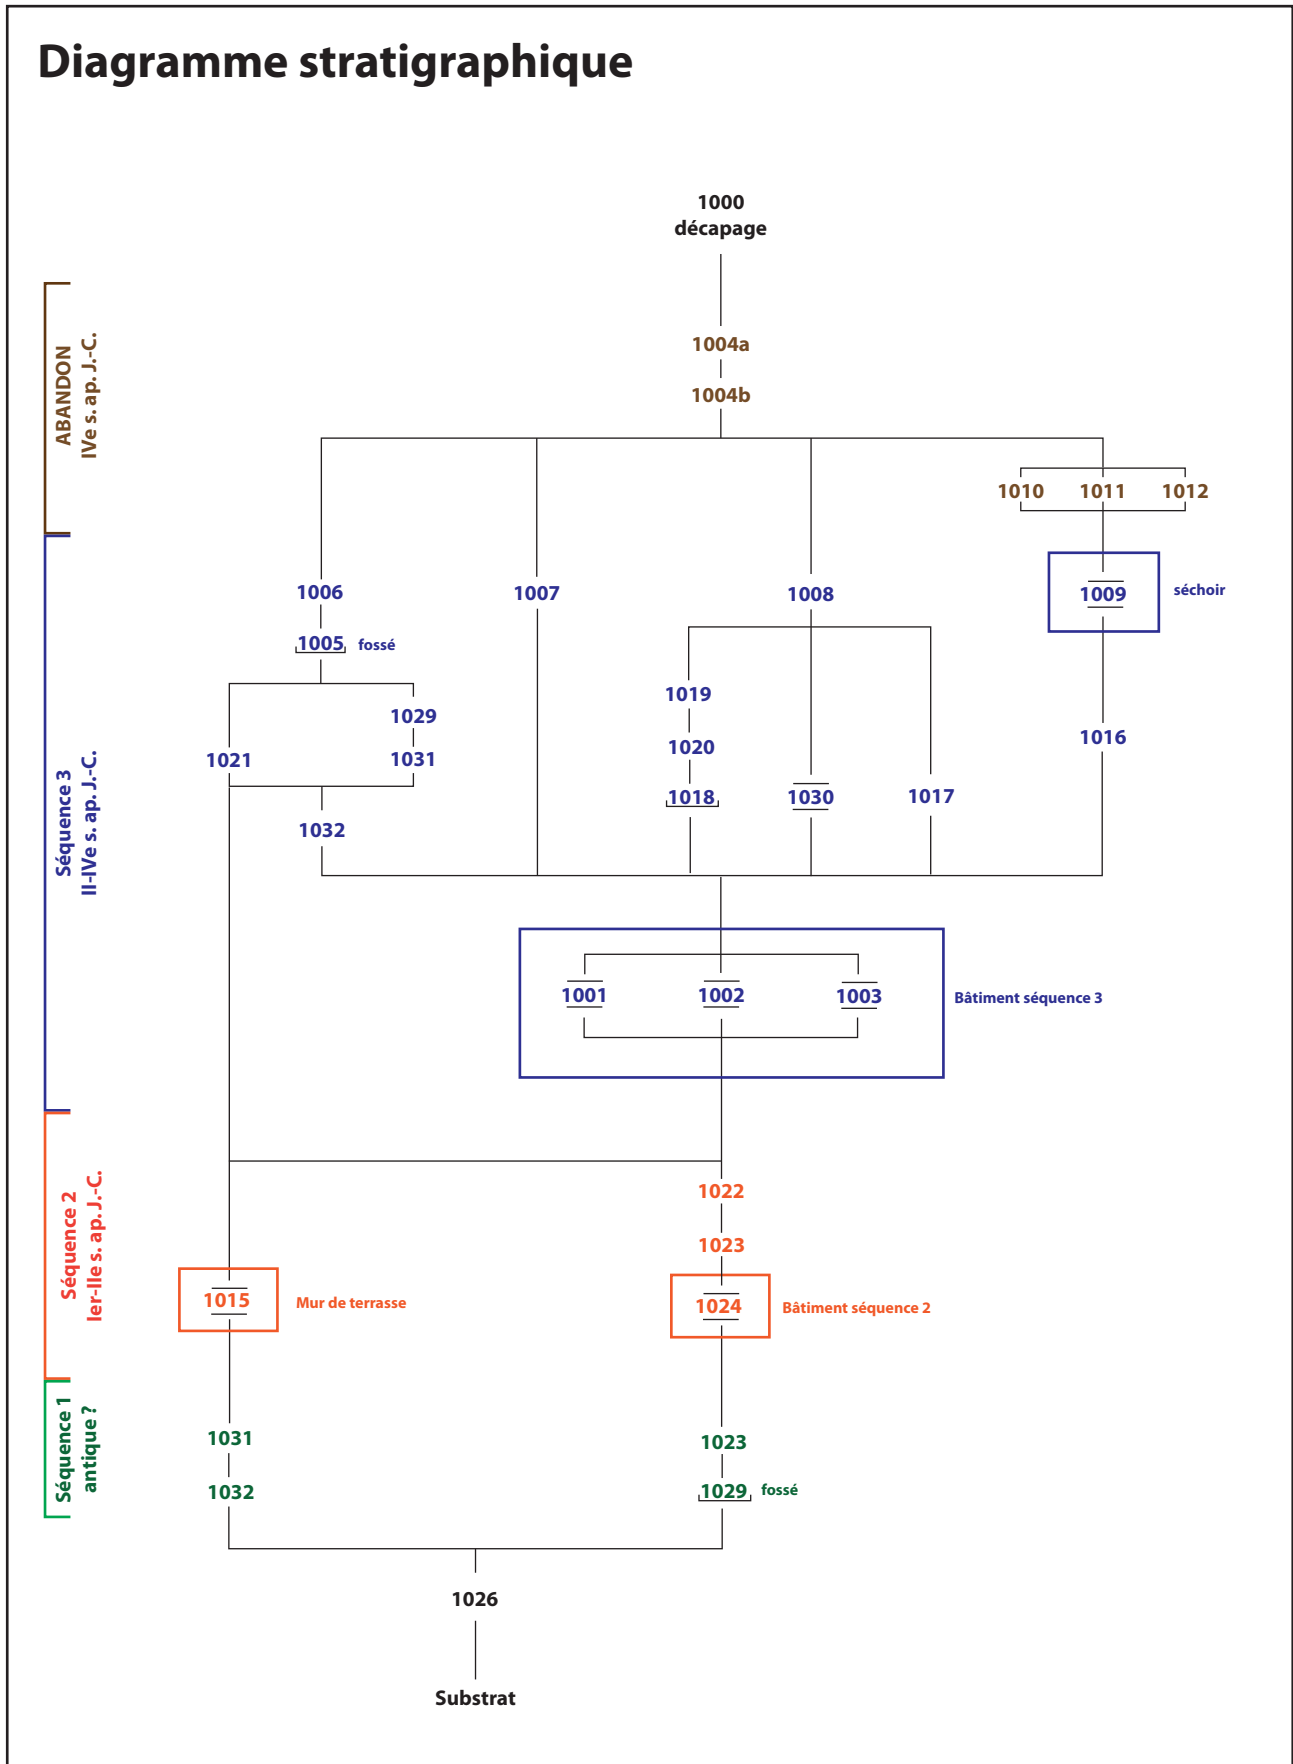 Diagramme stratigraphique
1000
décapage
ABANDON
IVe s. ap. J.-C.
1004a
1004b
1010 1011 1012
Séquence 3
II-IVe s. ap. J.-C.
1006 1007 1008 1009 séchoir
1005 fossé
1019
1029
1020
1016
1021 1031
1018 1030 1017
1032
1001 1002 1003 Bâtiment séquence 3
Séquence 2
Ier-IIe s. ap. J.-C.
1022
1023
1015 Mur de terrasse
1024 Bâtiment séquence 2
Séquence 1
antique ?
1031 1023
1032 1029 fossé
1026
Substrat